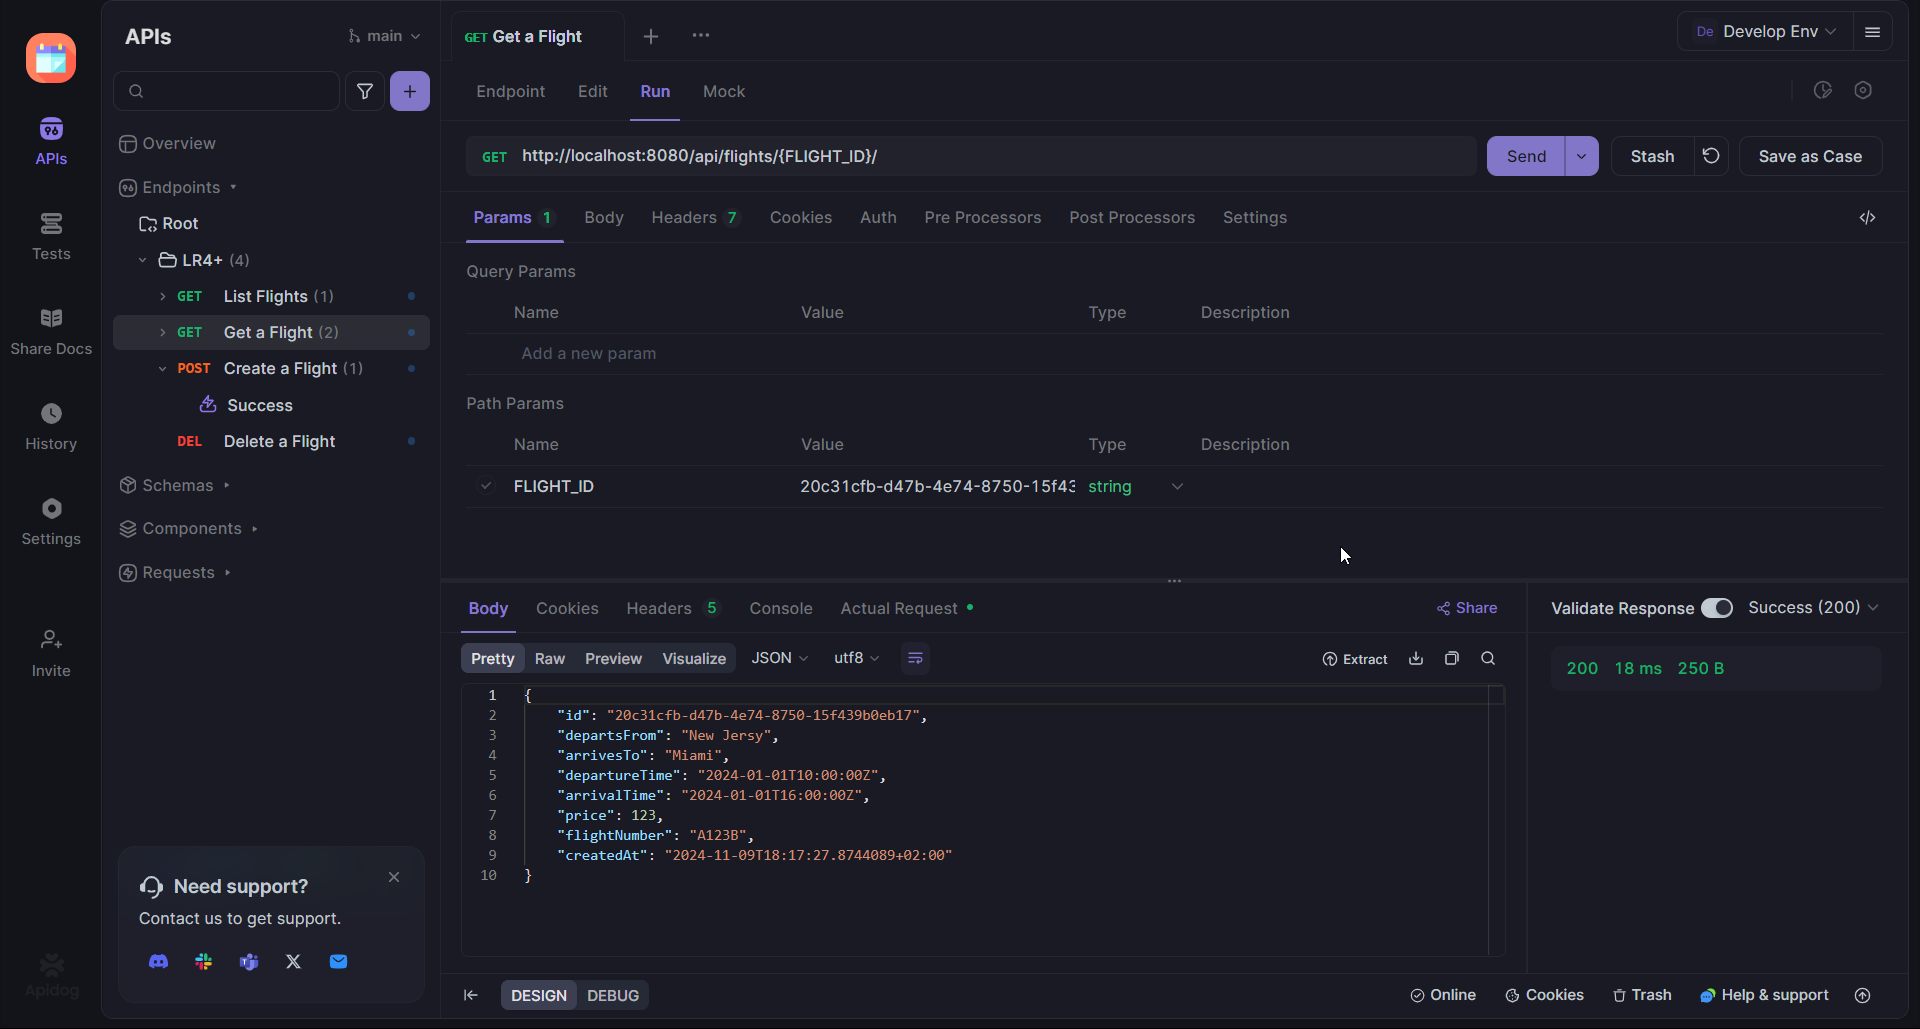 APIs
main
GET Get a Flight
De Develop Env
APIs
Tests
Share Docs
History
Settings
Invite
Apidog
Overview
Endpoints
Root
LR4+ (4)
GET List Flights (1)
GET Get a Flight (2)
POST Create a Flight (1)
Success
DEL Delete a Flight
Schemas
Components
Requests
Need support?
Contact us to get support.
Endpoint Edit Run Mock
GET http://localhost:8080/api/flights/{FLIGHT_ID}/
Send Stash Save as Case
Params 1 Body Headers 7 Cookies Auth Pre Processors Post Processors Settings
Query Params
Name Value Type Description
Add a new param
Path Params
Name Value Type Description
FLIGHT_ID 20c31cfb-d47b-4e74-8750-15f43 string
Body Cookies Headers 5 Console Actual Request Share
Validate Response Success (200)
Pretty Raw Preview Visualize JSON utf8 Extract
200 18 ms 250 B
1 {
2 "id": "20c31cfb-d47b-4e74-8750-15f439b0eb17",
3 "departsFrom": "New Jersy",
4 "arrivesTo": "Miami",
5 "departureTime": "2024-01-01T10:00:00Z",
6 "arrivalTime": "2024-01-01T16:00:00Z",
7 "price": 123,
8 "flightNumber": "A123B",
9 "createdAt": "2024-11-09T18:17:27.8744089+02:00"
10 }
DESIGN DEBUG
Online Cookies Trash Help & support